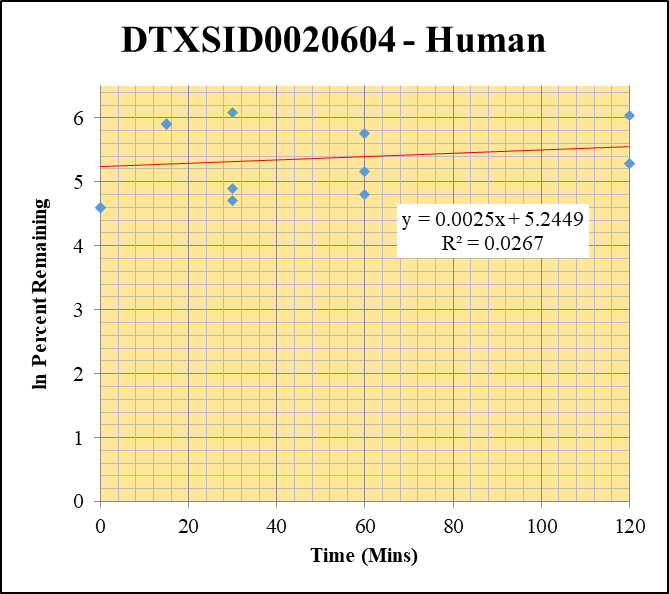 DTXSID0020604 - Human
6
5
4
3
2
1
0
ln Percent Remaining
y = 0.0025x + 5.2449
R² = 0.0267
0 20 40 60 80 100 120
Time (Mins)